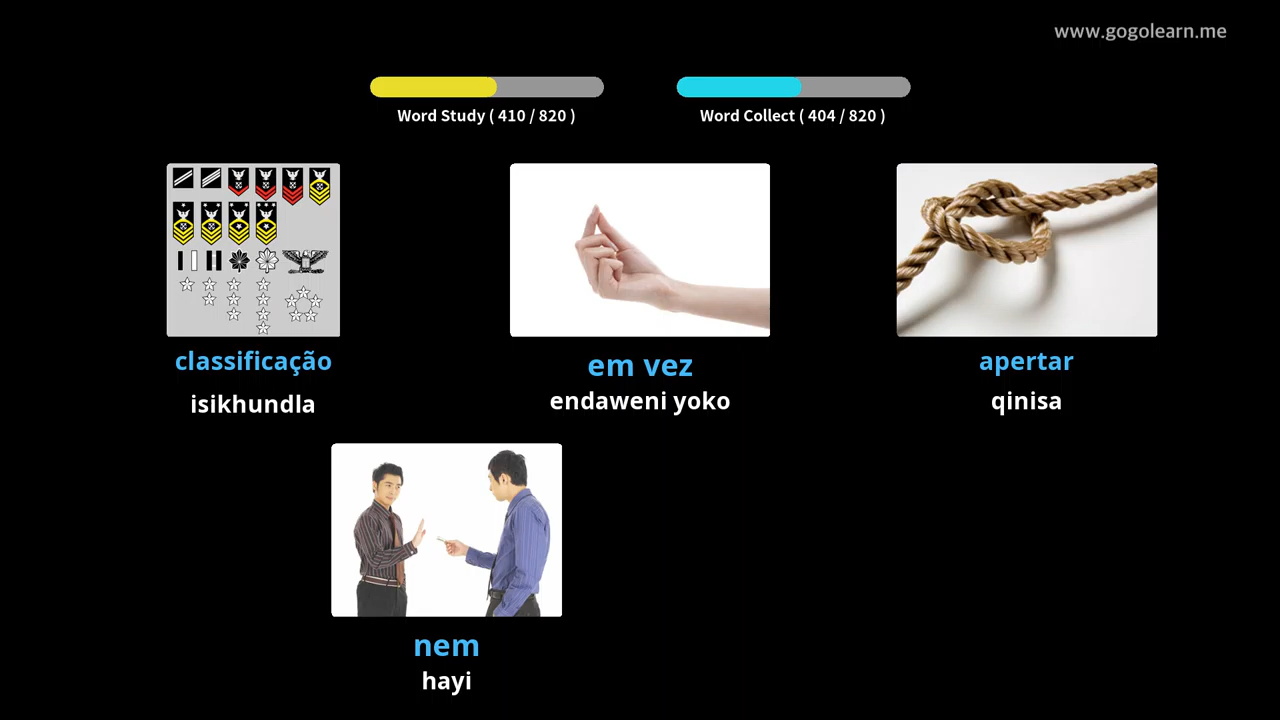 www.gogolearn.me
Word Study ( 410 / 820 )
Word Collect ( 404 / 820 )
classificação
isikhundla
em vez
endaweni yoko
apertar
qinisa
nem
hayi